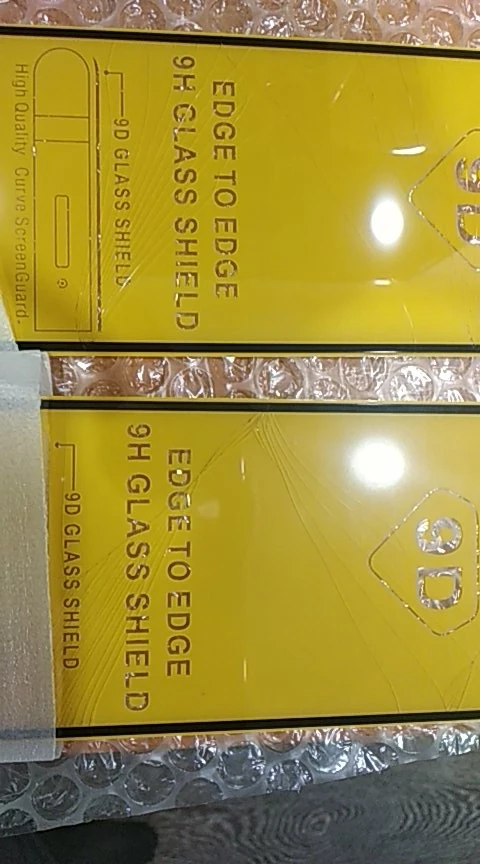 9D
EDGE TO EDGE
9H GLASS SHIELD
9D GLASS SHIELD
High Quality Curve ScreenGuard.
9D
EDGE TO EDGE
9H GLASS SHIELD
9D GLASS SHIELD